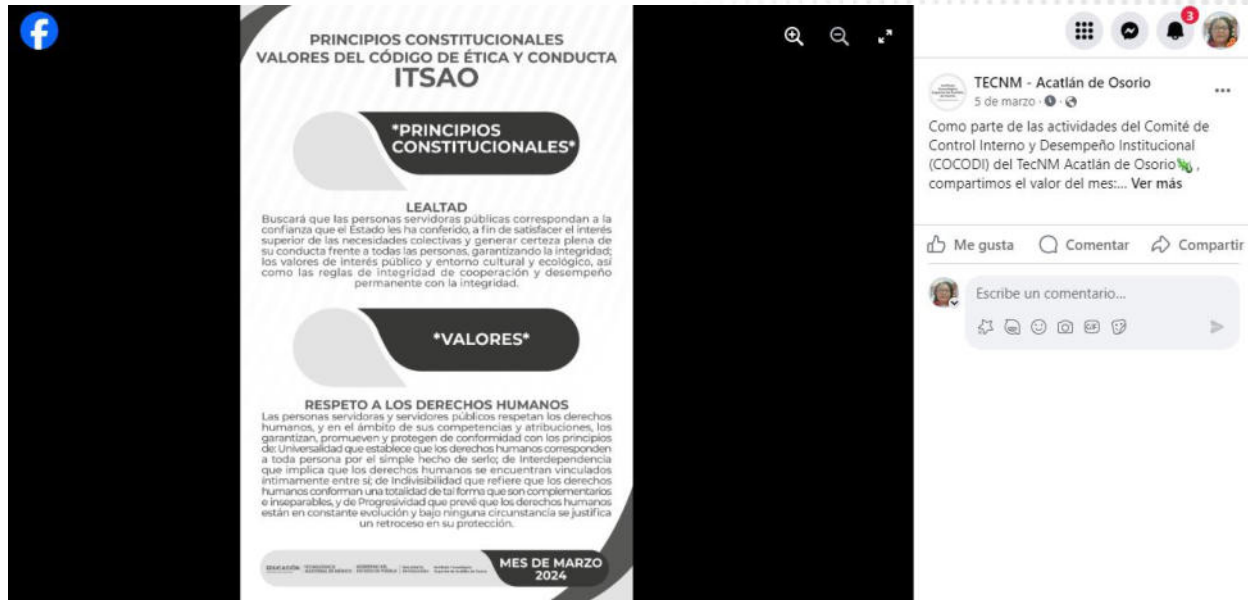 PRINCIPIOS CONSTITUCIONALES
VALORES DEL CÓDIGO DE ÉTICA Y CONDUCTA
ITSAO
*PRINCIPIOS
CONSTITUCIONALES*
LEALTAD
Buscará que las personas servidoras públicas correspondan a la
confianza que el Estado les ha conferido, a fin de satisfacer el interés
superior de las necesidades colectivas y generar certeza plena de
su conducta frente a todas las personas, garantizando la integridad;
los valores de interés público y entorno cultural y ecológico, así
como las reglas de integridad de cooperación y desempeño
permanente con la integridad.
*VALORES*
RESPETO A LOS DERECHOS HUMANOS
Las personas servidoras y servidores públicos respetan los derechos
humanos, y en el ámbito de sus competencias y atribuciones, los
garantizan, promueven y protegen de conformidad con los principios
de: Universalidad que establece que los derechos humanos corresponden
a toda persona por el simple hecho de serlo; de Interdependencia
que implica que los derechos humanos se encuentran vinculados
íntimamente entre sí; de Indivisibilidad que refiere que los derechos
humanos conforman una totalidad de tal forma que son complementarios
e inseparables, y de Progresividad que prevé que los derechos humanos
están en constante evolución y bajo ninguna circunstancia se justifica
un retroceso en su protección.
EDUCACIÓN
MES DE MARZO
2024
3
TECNM - Acatlán de Osorio
5 de marzo
Como parte de las actividades del Comité de
Control Interno y Desempeño Institucional
(COCODI) del TecNM Acatlán de Osorio,
compartimos el valor del mes:... Ver más
Me gusta Comentar Compartir
Escribe un comentario...
GIF